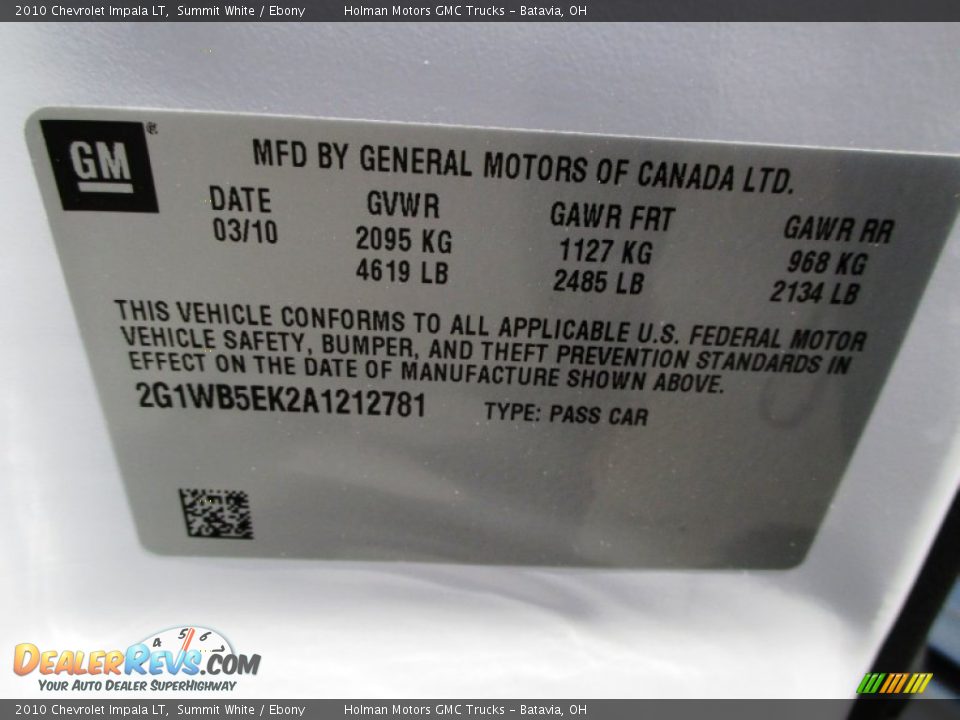 2010 Chevrolet Impala LT, Summit White / Ebony Holman Motors GMC Trucks - Batavia, OH
GM ®
MFD BY GENERAL MOTORS OF CANADA LTD.
DATE GVWR GAWR FRT GAWR RR
03/10 2095 KG 1127 KG 968 KG
4619 LB 2485 LB 2134 LB
THIS VEHICLE CONFORMS TO ALL APPLICABLE U.S. FEDERAL MOTOR
VEHICLE SAFETY, BUMPER, AND THEFT PREVENTION STANDARDS IN
EFFECT ON THE DATE OF MANUFACTURE SHOWN ABOVE.
2G1WB5EK2A1212781 TYPE: PASS CAR
4 5 6
DEALERREVS.COM
YOUR AUTO DEALER SUPERHIGHWAY
2010 Chevrolet Impala LT, Summit White / Ebony Holman Motors GMC Trucks - Batavia, OH